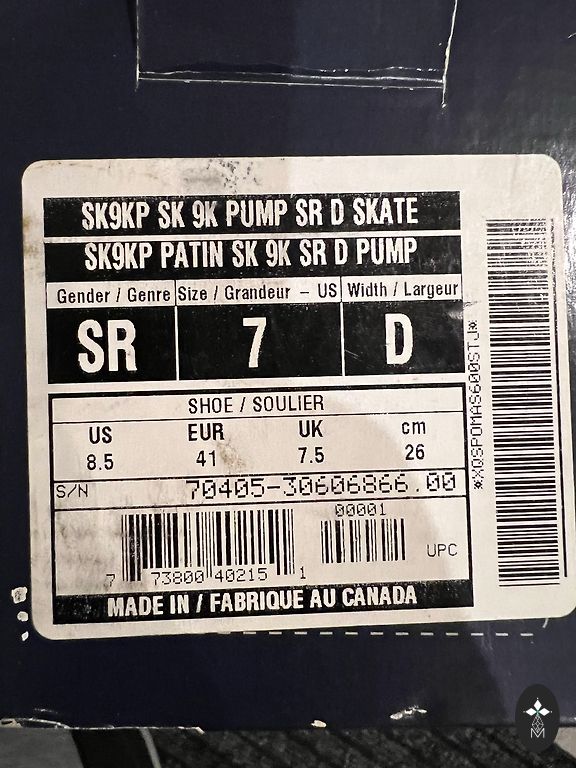 SK9KP SK 9K PUMP SR D SKATE
SK9KP PATIN SK 9K SR D PUMP
Gender / Genre Size / Grandeur - US Width / Largeur
SR 7 D
SHOE / SOULIER
US EUR UK cm
8.5 41 7.5 26
S/N 70405-30606866.00
00001
UPC
7 73800 40215 1
MADE IN / FABRIQUE AU CANADA
*XQSPOMAS600STJ*
M